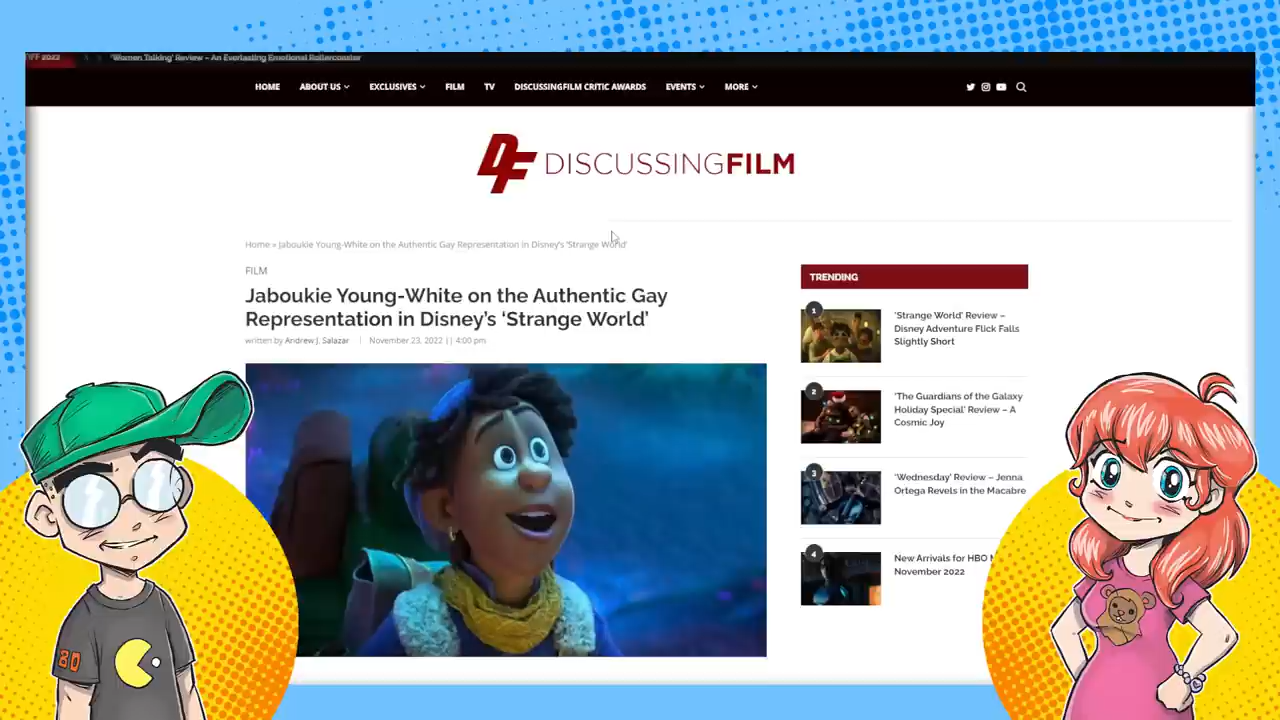 TIFF 2022 'Women Talking' Review – An Everlasting Emotional Rollercoaster
HOME ABOUT US EXCLUSIVES FILM TV DISCUSSINGFILM CRITIC AWARDS EVENTS MORE
DF DISCUSSINGFILM
Home » Jaboukie Young-White on the Authentic Gay Representation in Disney's 'Strange World'
FILM
Jaboukie Young-White on the Authentic Gay
Representation in Disney's 'Strange World'
written by Andrew J. Salazar | November 23, 2022 || 4:00 pm
TRENDING
1
'Strange World' Review –
Disney Adventure Flick Falls
Slightly Short
2
'The Guardians of the Galaxy
Holiday Special' Review – A
Cosmic Joy
3
'Wednesday' Review – Jenna
Ortega Revels in the Macabre
4
New Arrivals for HBO
November 2022
80